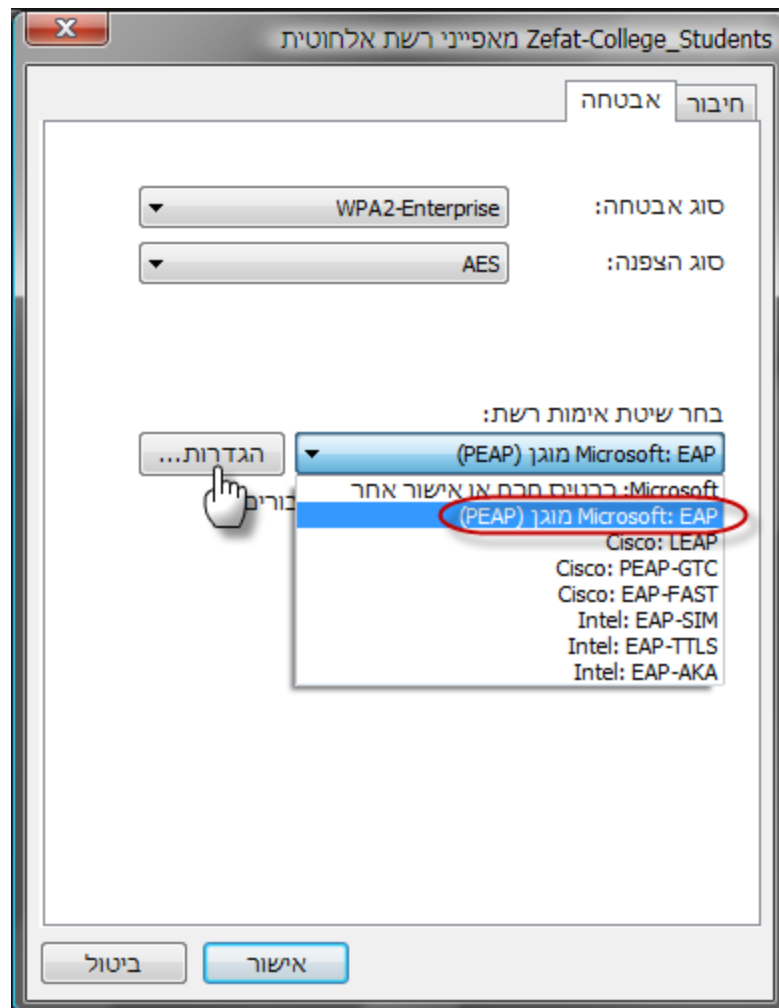 Zefat-College_Students מאפייני רשת אלחוטית
חיבור
אבטחה
סוג אבטחה:
WPA2-Enterprise
סוג הצפנה:
AES
בחר שיטת אימות רשת:
Microsoft: EAP מוגן (PEAP)
הגדרות...
Microsoft: כרטיס חכם או אישור אחר
Microsoft: EAP מוגן (PEAP)
Cisco: LEAP
Cisco: PEAP-GTC
Cisco: EAP-FAST
Intel: EAP-SIM
Intel: EAP-TTLS
Intel: EAP-AKA
אישור
ביטול